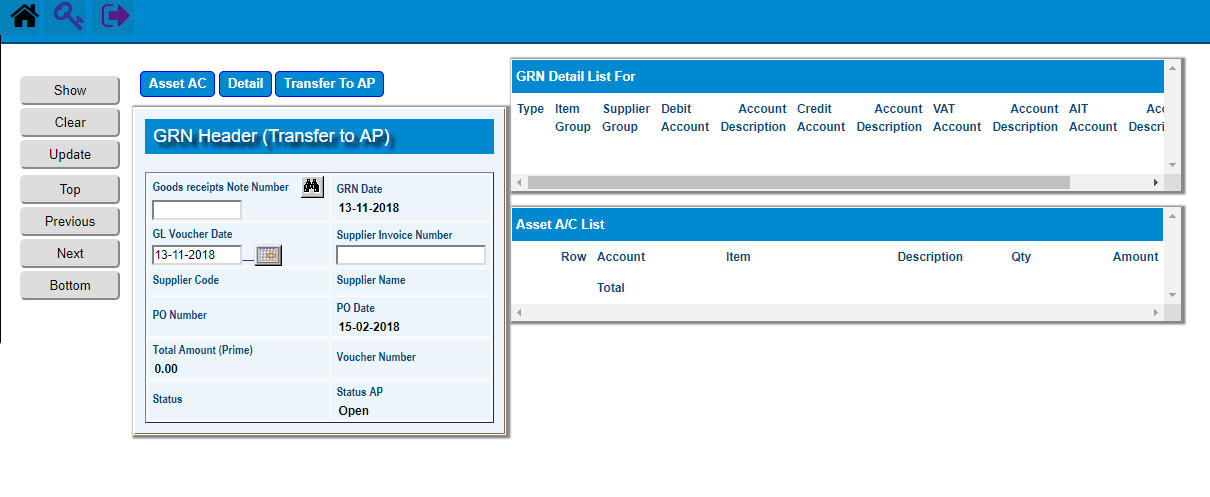 Show
Clear
Update
Top
Previous
Next
Bottom
Asset AC Detail Transfer To AP
GRN Header (Transfer to AP)
Goods receipts Note Number
GRN Date
13-11-2018
GL Voucher Date
13-11-2018
Supplier Invoice Number
Supplier Code
Supplier Name
PO Number
PO Date
15-02-2018
Total Amount (Prime)
0.00
Voucher Number
Status
Status AP
Open
GRN Detail List For
Type Item Supplier Debit Account Credit Account VAT Account AIT
Group Group Account Description Account Description Account Description Account
Asset A/C List
Row Account Item Description Qty Amount
Total